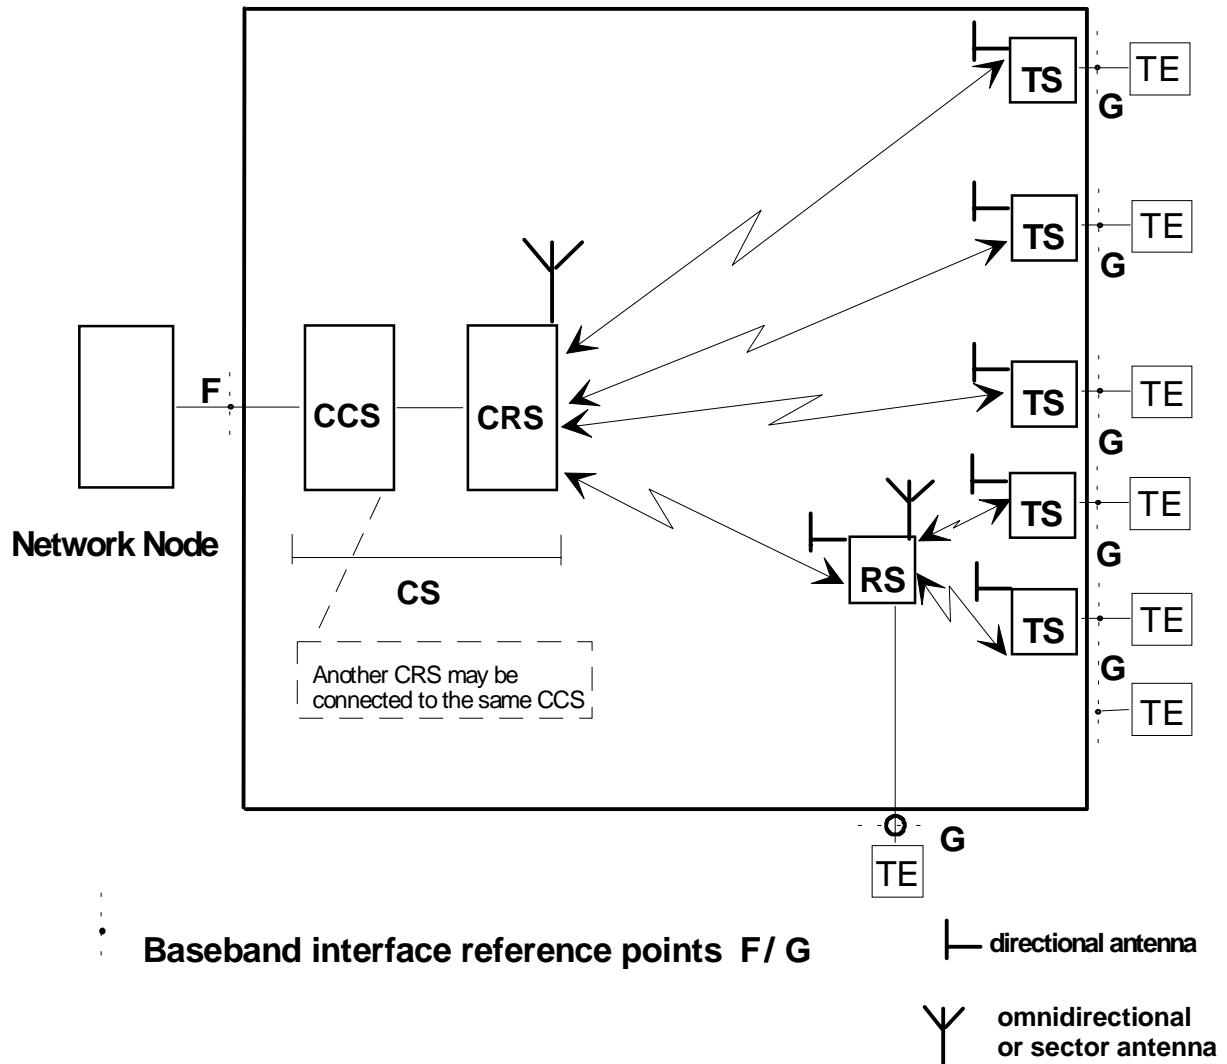 TS
TE
G
TS
TE
G
F
CCS
CRS
TS
TE
G
Network Node
CS
RS
TS
TE
G
TS
TE
G
Another CRS may be
connected to the same CCS
TE
G
TE
Baseband interface reference points F/ G
directional antenna
omnidirectional
or sector antenna